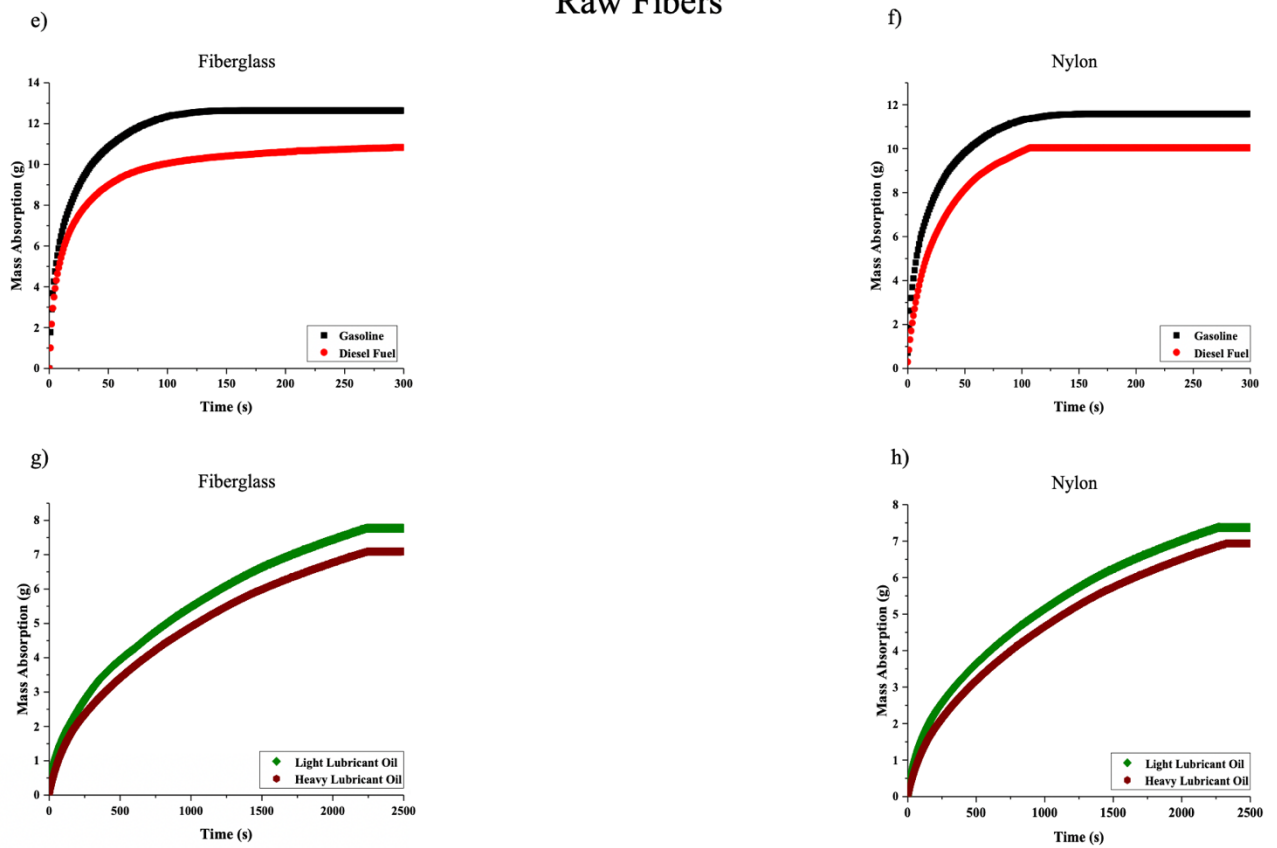 Raw Fibers
e)
Fiberglass
14
12
10
8
6
4
2
0
Mass Absorption (g)
0 50 100 150 200 250 300
Time (s)
Gasoline
Diesel Fuel
f)
Nylon
12
10
8
6
4
2
0
Mass Absorption (g)
0 50 100 150 200 250 300
Time (s)
Gasoline
Diesel Fuel
g)
Fiberglass
8
7
6
5
4
3
2
1
0
Mass Absorption (g)
0 500 1000 1500 2000 2500
Time (s)
Light Lubricant Oil
Heavy Lubricant Oil
h)
Nylon
8
7
6
5
4
3
2
1
0
Mass Absorption (g)
0 500 1000 1500 2000 2500
Time (s)
Light Lubricant Oil
Heavy Lubricant Oil